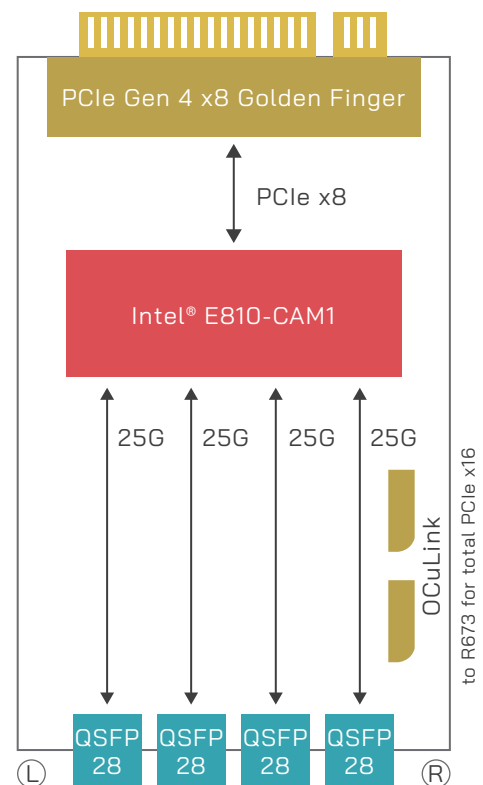 PCIe Gen 4 x8 Golden Finger
PCIe x8
Intel® E810-CAM1
25G 25G 25G 25G
OCuLink
to R673 for total PCIe x16
QSFP QSFP QSFP QSFP
28 28 28 28
L R